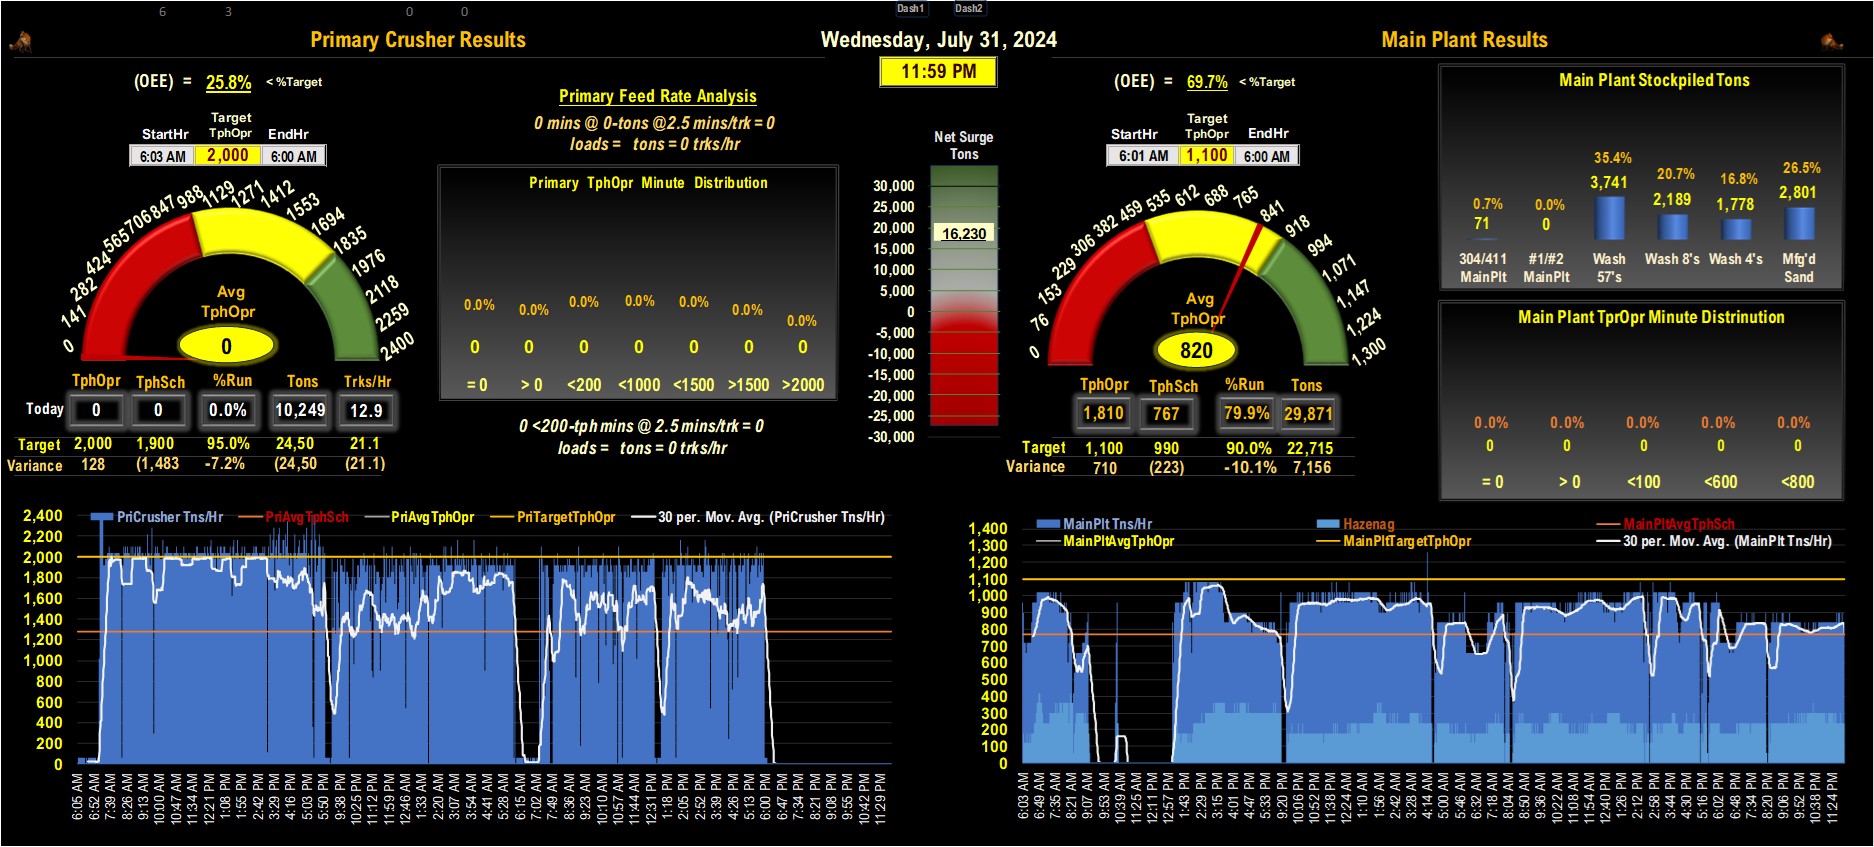 6 3 0 0 Dash1 Dash2
Primary Crusher Results
Wednesday, July 31, 2024
Main Plant Results
11:59 PM
(OEE) = 25.8% < %Target
Target
StartHr TphOpr EndHr
6:03 AM 2,000 6:00 AM
0 141 282 424 565 706 847 988 1129 1271 1412 1553 1694 1835 1976 2118 2259 2400
Avg
TphOpr
0
TphOpr TphSch %Run Tons Trks/Hr
Today 0 0 0.0% 10,249 12.9
Target 2,000 1,900 95.0% 24,50 21.1
Variance 128 (1,483 -7.2% (24,50 (21.1)
Primary Feed Rate Analysis
0 mins @ 0-tons @2.5 mins/trk = 0
loads = tons = 0 trks/hr
Primary TphOpr Minute Distribution
0.0% 0.0% 0.0% 0.0% 0.0% 0.0% 0.0%
0 0 0 0 0 0 0
= 0 > 0 <200 <1000 <1500 >1500 >2000
0 <200-tph mins @ 2.5 mins/trk = 0
loads = tons = 0 trks/hr
Net Surge
Tons
30,000
25,000
20,000
16,230
15,000
10,000
5,000
0
-5,000
-10,000
-15,000
-20,000
-25,000
-30,000
(OEE) = 69.7% < %Target
Target
StartHr TphOpr EndHr
6:01 AM 1,100 6:00 AM
0 76 153 229 306 382 459 535 612 688 765 841 918 994 1,071 1,147 1,224 1,300
Avg
TphOpr
820
TphOpr TphSch %Run Tons
1,810 767 79.9% 29,871
Target 1,100 990 90.0% 22,715
Variance 710 (223) -10.1% 7,156
Main Plant Stockpiled Tons
0.7% 0.0% 35.4% 20.7% 16.8% 26.5%
71 0 3,741 2,189 1,778 2,801
304/411 #1/#2 Wash Wash 8's Wash 4's Mfg'd
MainPlt MainPlt 57's Sand
Main Plant TprOpr Minute Distrinution
0.0% 0.0% 0.0% 0.0% 0.0%
0 0 0 0 0
= 0 > 0 <100 <600 <800
PriCrusher Tns/Hr PriAvgTphSch PriAvgTphOpr PriTargetTphOpr 30 per. Mov. Avg. (PriCrusher Tns/Hr)
2,400
2,200
2,000
1,800
1,600
1,400
1,200
1,000
800
600
400
200
0
6:05 AM 6:52 AM 7:39 AM 8:26 AM 9:13 AM 10:00 AM 10:47 AM 11:34 AM 12:21 PM 1:08 PM 1:55 PM 2:42 PM 4:16 PM 5:03 PM 5:50 PM 9:38 PM 10:25 PM 11:12 PM 11:59 PM 12:46 AM 1:33 AM 2:20 AM 3:07 AM 3:54 AM 4:41 AM 5:28 AM 6:15 AM 7:02 AM 7:49 AM 8:36 AM 9:23 AM 10:10 AM 10:57 AM 11:44 AM 12:31 PM 1:18 PM 2:05 PM 2:52 PM 3:39 PM 4:26 PM 5:13 PM 6:00 PM 6:47 PM 7:34 PM 8:21 PM 9:08 PM 9:55 PM 10:42 PM 11:29 PM
MainPlt Tns/Hr Hazenag MainPltAvgTphSch
MainPltAvgTphOpr MainPltTargetTphOpr 30 per. Mov. Avg. (MainPlt Tns/Hr)
1,400
1,300
1,200
1,100
1,000
900
800
700
600
500
400
300
200
100
0
6:03 AM 6:49 AM 7:35 AM 8:21 AM 9:07 AM 9:53 AM 10:39 AM 11:25 AM 12:11 PM 12:57 PM 1:43 PM 2:29 PM 3:15 PM 4:01 PM 4:47 PM 5:33 PM 9:20 PM 10:06 PM 10:52 PM 11:38 PM 12:24 AM 1:10 AM 1:56 AM 2:42 AM 3:28 AM 4:14 AM 5:00 AM 5:46 AM 6:32 AM 7:18 AM 8:04 AM 8:50 AM 9:36 AM 10:22 AM 11:08 AM 11:54 AM 12:40 PM 1:26 PM 2:12 PM 2:58 PM 3:44 PM 4:30 PM 5:16 PM 6:02 PM 6:48 PM 7:34 PM 8:20 PM 9:06 PM 9:52 PM 10:38 PM 11:24 PM